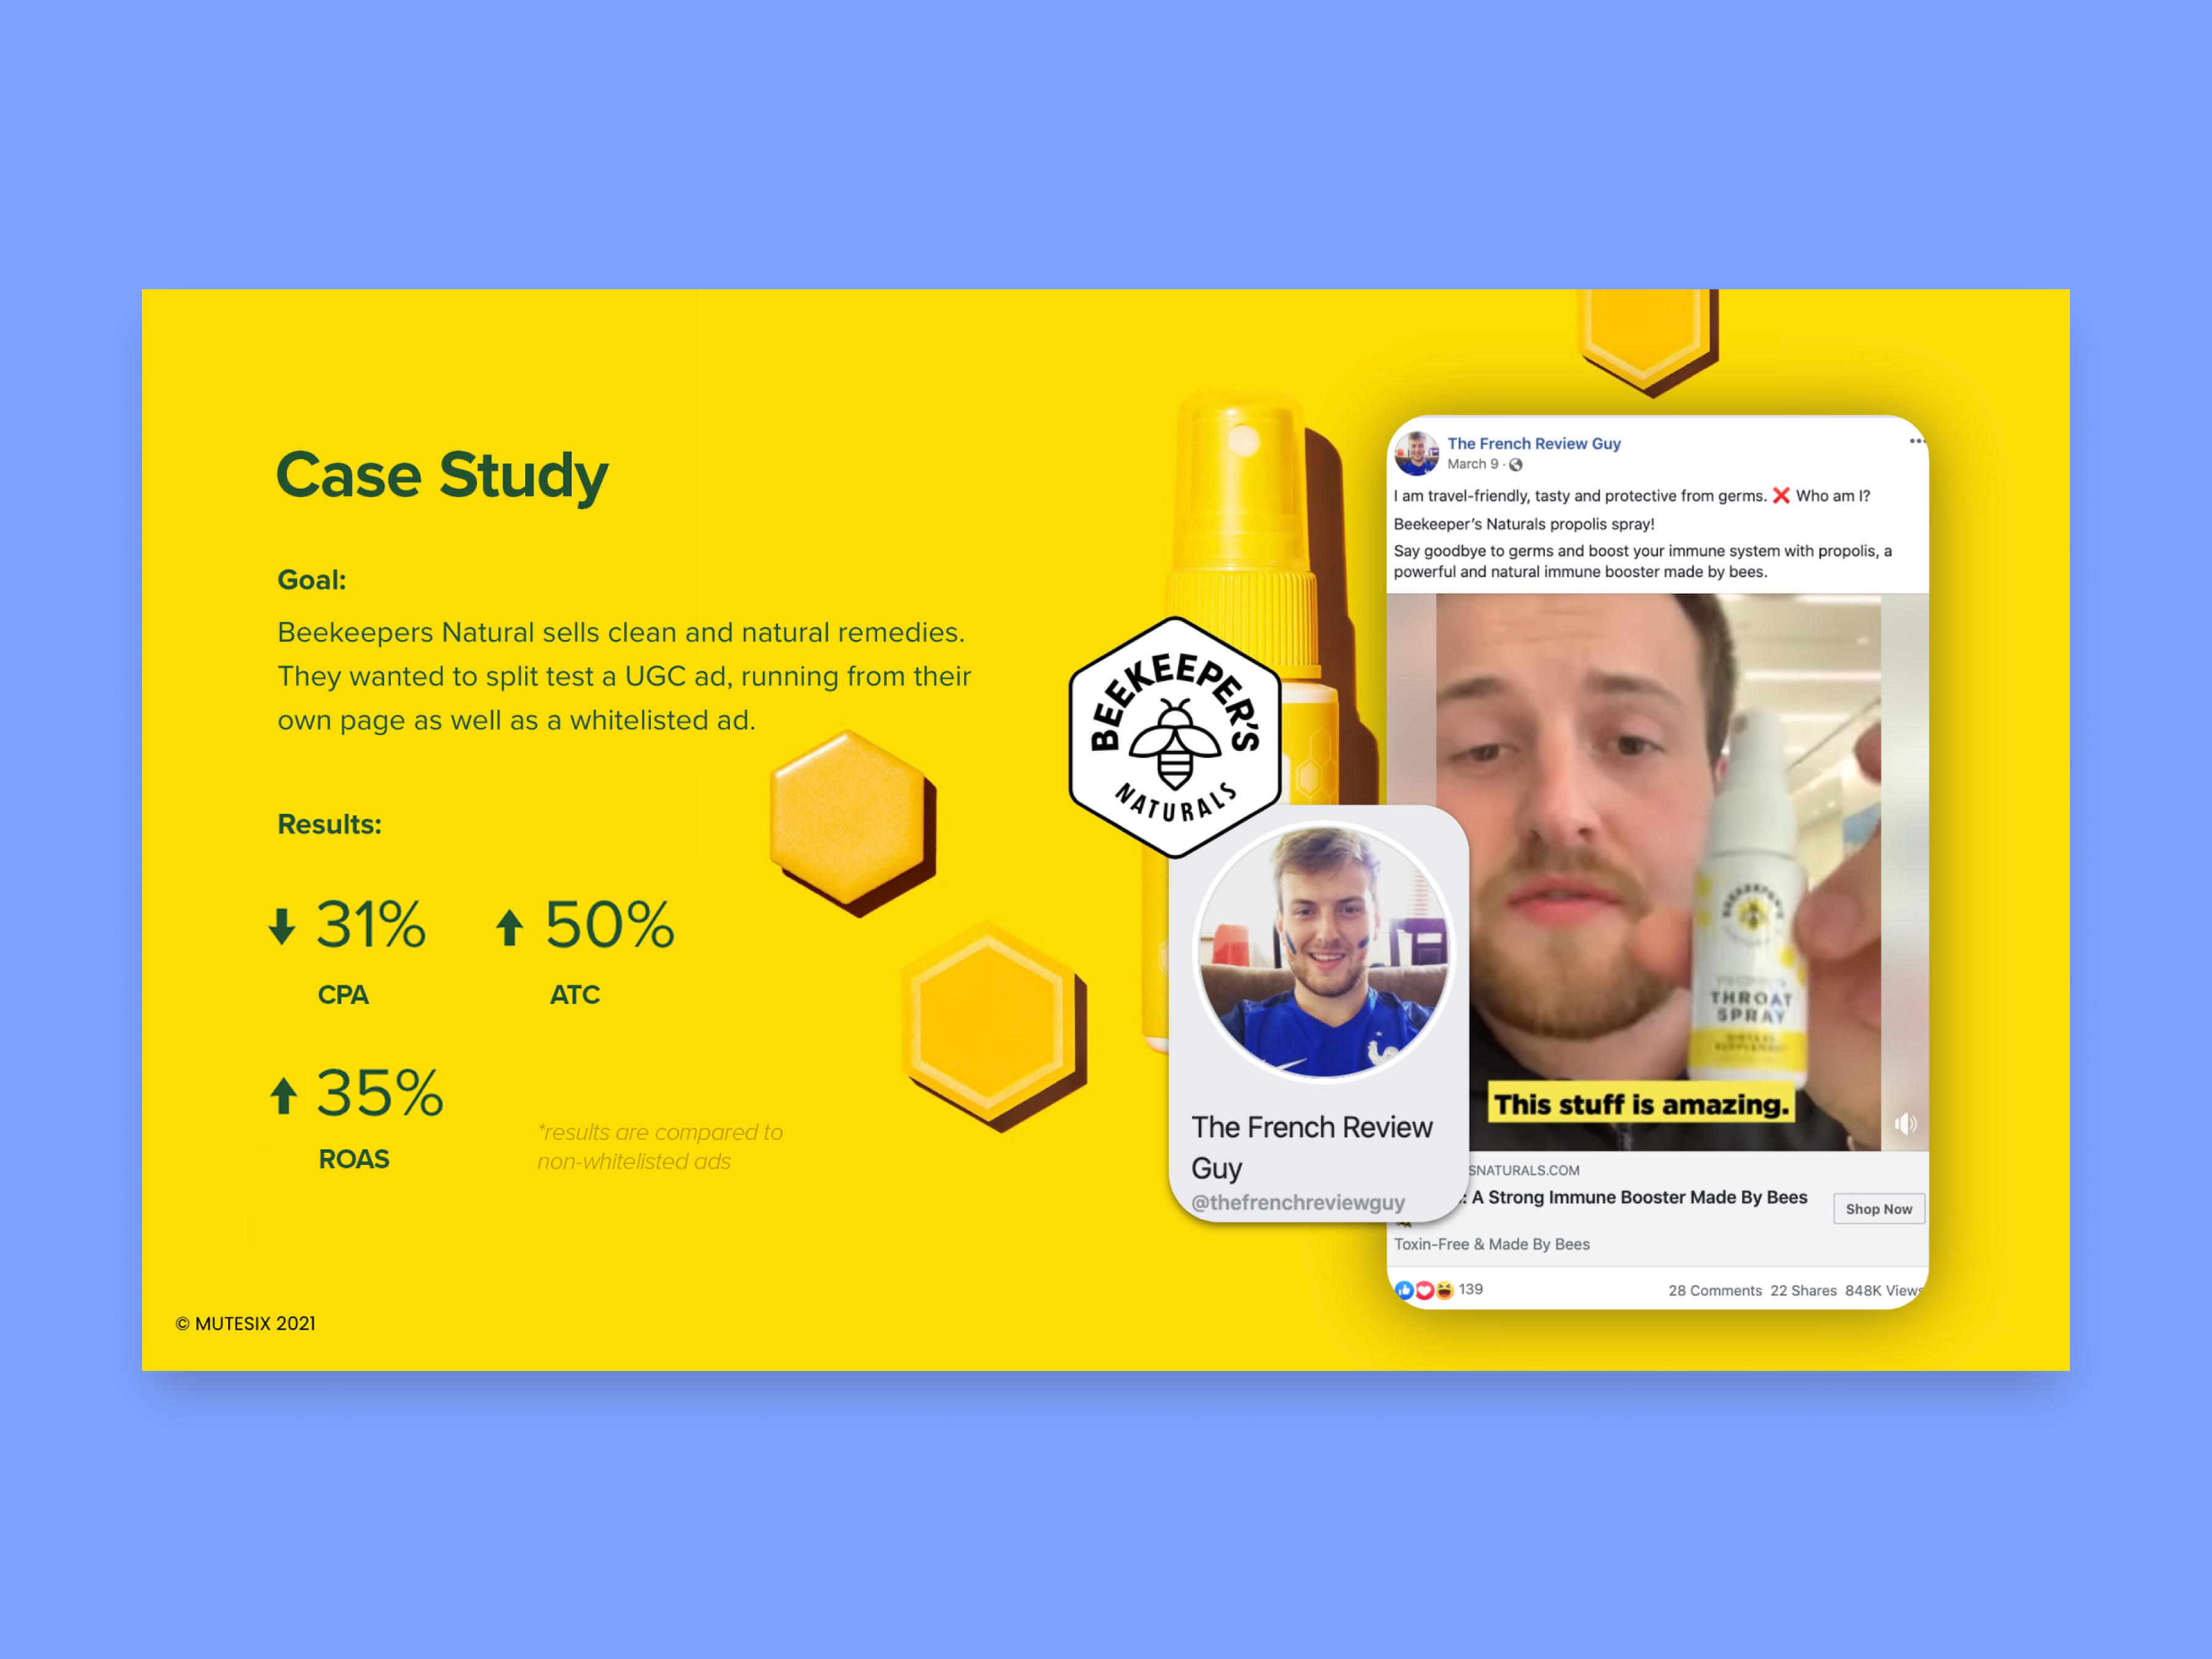 Case Study
Goal:
Beekeepers Natural sells clean and natural remedies.
They wanted to split test a UGC ad, running from their
own page as well as a whitelisted ad.
Results:
31%
CPA
50%
ATC
35%
ROAS
*results are compared to
non-whitelisted ads
© MUTESIX 2021
BEEKEEPER'S
NATURALS
The French Review
Guy
@thefrenchreviewguy
The French Review Guy
March 9 ·
I am travel-friendly, tasty and protective from germs. ❌ Who am I?
Beekeeper's Naturals propolis spray!
Say goodbye to germs and boost your immune system with propolis, a
powerful and natural immune booster made by bees.
BEEKEEPER'S
THROAT
SPRAY
This stuff is amazing.
SNATURALS.COM
: A Strong Immune Booster Made By Bees
Shop Now
Toxin-Free & Made By Bees
139
28 Comments 22 Shares 848K Views